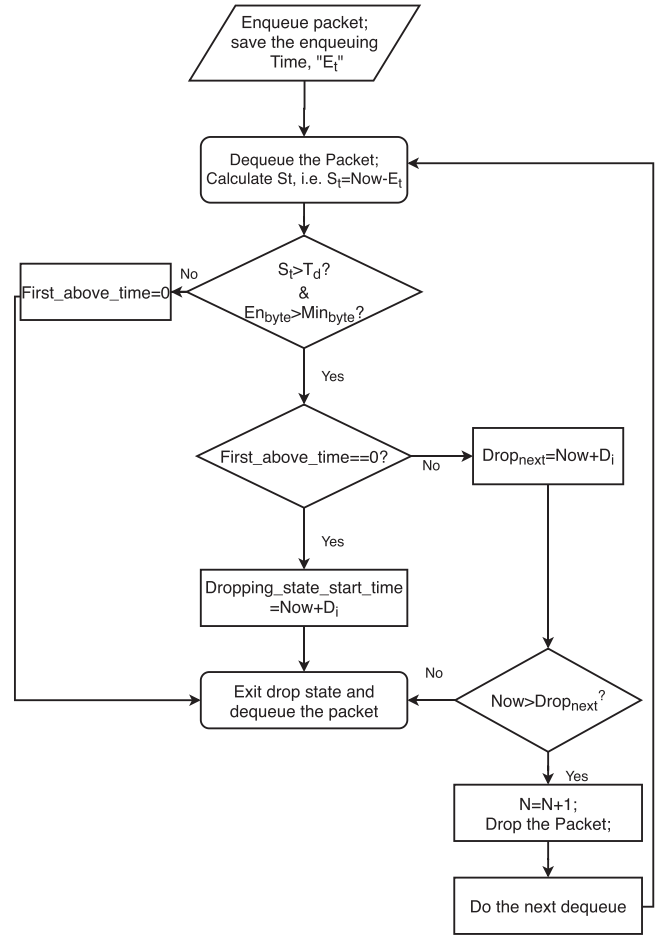 Enqueue packet;
save the enqueuing
Time, "Et"
Dequeue the Packet;
Calculate St, i.e. St=Now-Et
St>Td?
&
Enbyte>Minbyte?
No
First_above_time=0
Yes
First_above_time==0?
No
Dropnext=Now+Di
Yes
Dropping_state_start_time
=Now+Di
Exit drop state and
dequeue the packet
No
Now>Dropnext?
Yes
N=N+1;
Drop the Packet;
Do the next dequeue